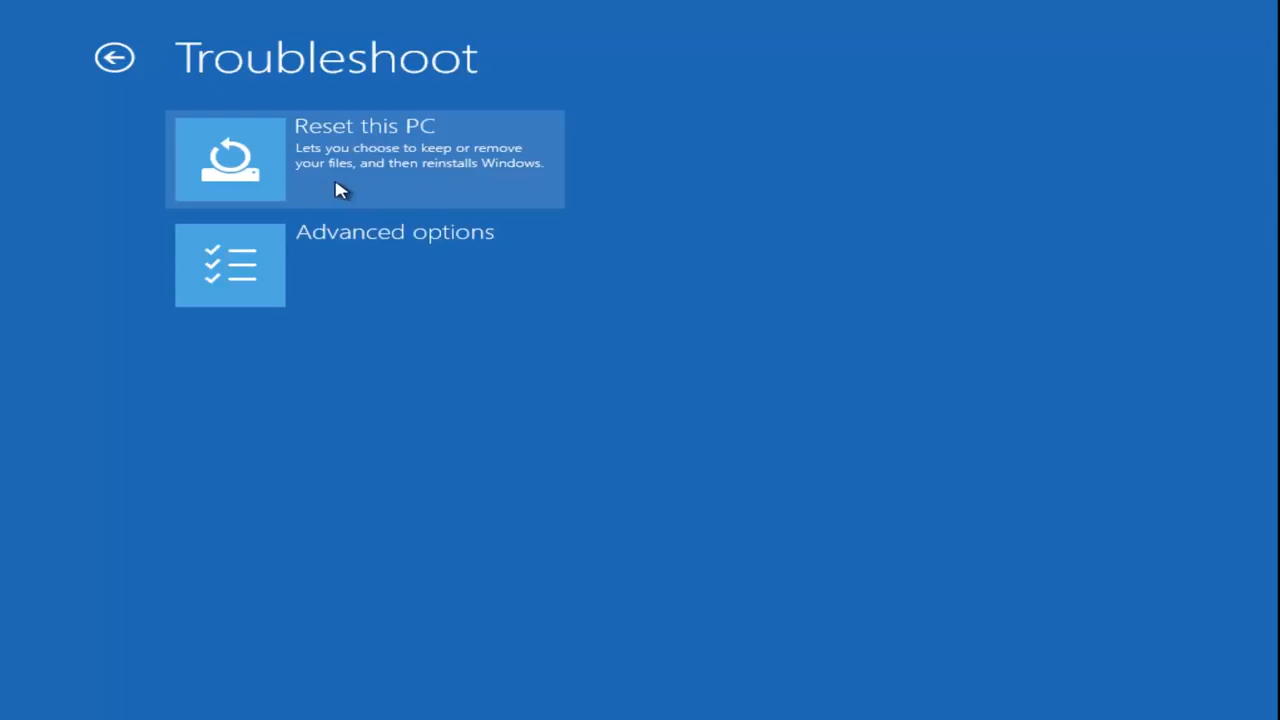 Troubleshoot
Reset this PC
Lets you choose to keep or remove
your files, and then reinstalls Windows.
Advanced options